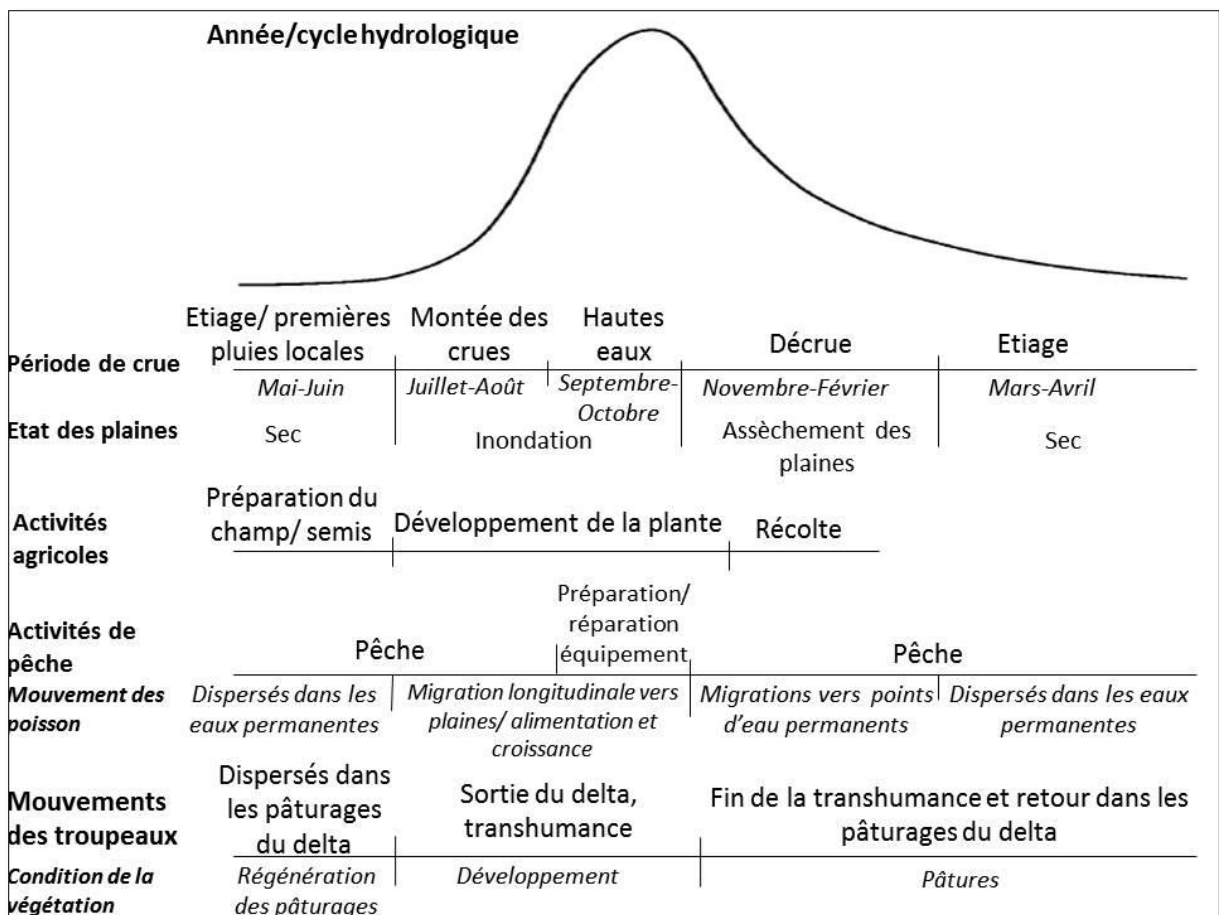 Année/cycle hydrologique
Etiage/ premières
pluies locales
Montée des
crues
Hautes
eaux
Décrue
Etiage
Période de crue
Mai-Juin
Juillet-Août
Septembre-
Octobre
Novembre-Février
Mars-Avril
Etat des plaines
Sec
Inondation
Assèchement des
plaines
Sec
Activités
agricoles
Préparation du
champ/ semis
Développement de la plante
Récolte
Activités de
pêche
Pêche
Préparation/
réparation
équipement
Pêche
Mouvement des
poisson
Dispersés dans les
eaux permanentes
Migration longitudinale vers
plaines/ alimentation et
croissance
Migrations vers points
d'eau permanents
Dispersés dans les eaux
permanentes
Mouvements
des troupeaux
Dispersés dans
les pâturages
du delta
Sortie du delta,
transhumance
Fin de la transhumance et retour dans les
pâturages du delta
Condition de la
végétation
Régénération
des pâturages
Développement
Pâtures